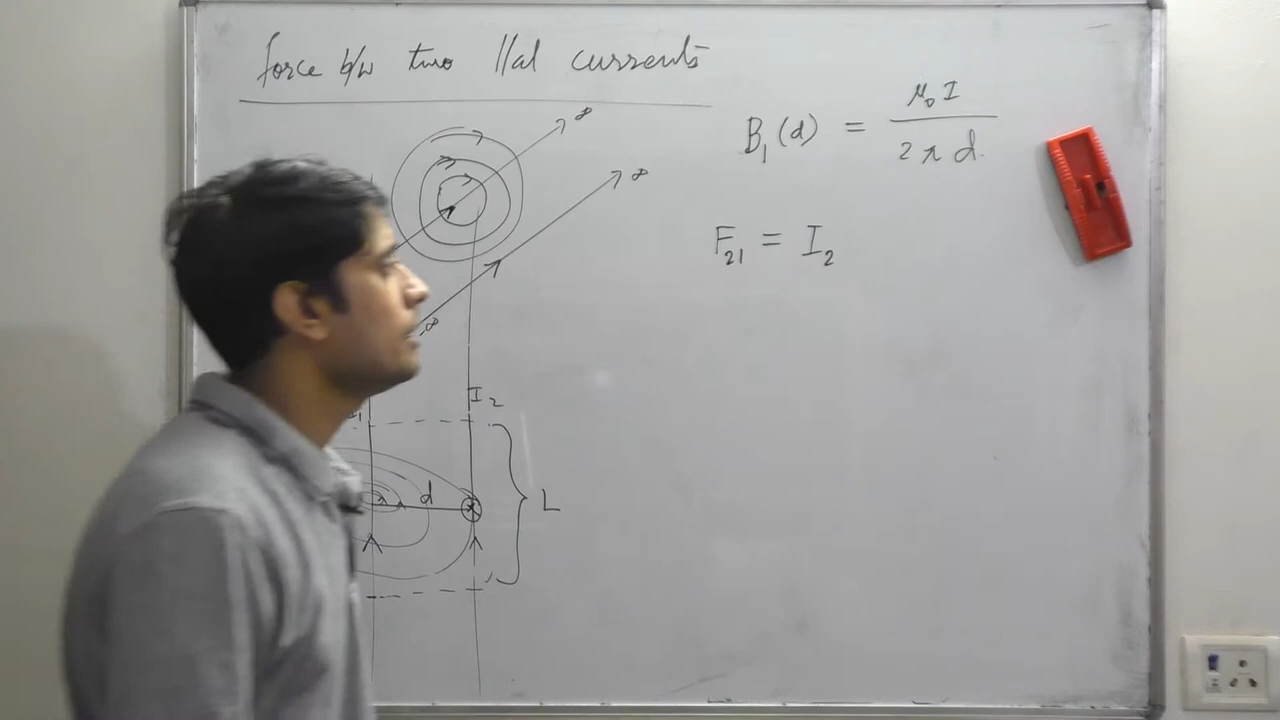 force b/w two ||al currents
B₁(d) = μ₀I / 2πd.
F₂₁ = I₂
∞
∞
-∞
I₂
d
L